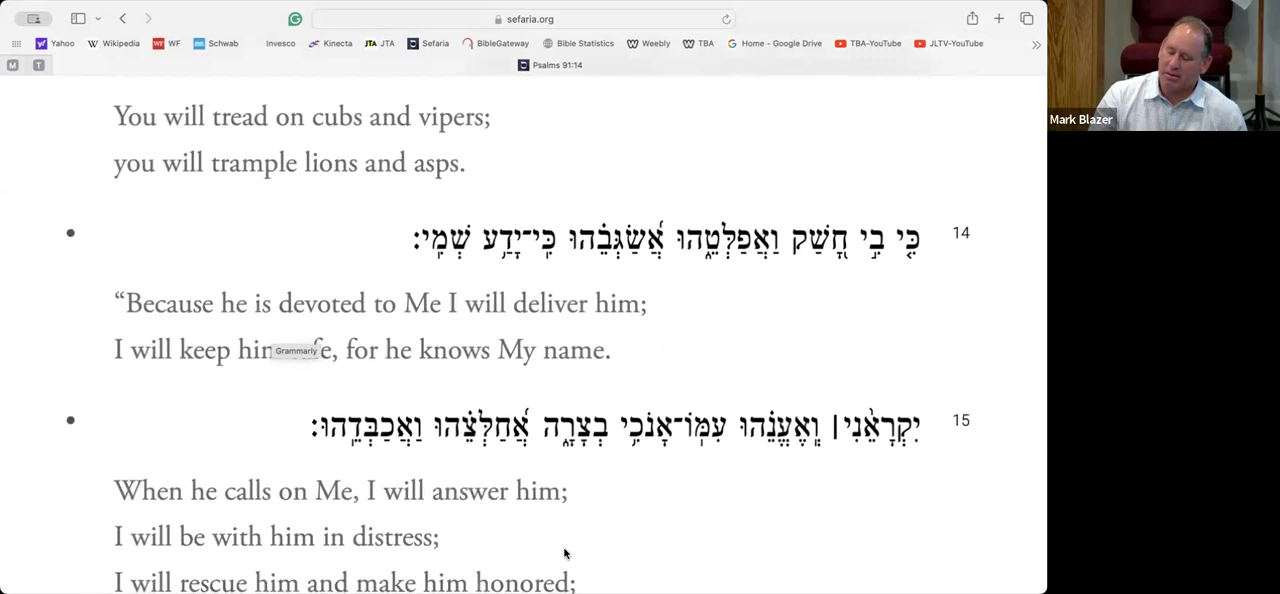 sefaria.org
Yahoo Wikipedia WF WF Schwab Invesco Kinecta JTA JTA Sefaria BibleGateway Bible Statistics Weebly TBA Home - Google Drive TBA-YouTube JLTV-YouTube
M T Psalms 91:14
Mark Blazer
You will tread on cubs and vipers;
you will trample lions and asps.
14 כִּ֤י בִ֣י חָ֭שַׁק וַאֲפַלְּטֵ֑הוּ אֲ֝שַׂגְּבֵ֗הוּ כִּֽי־יָדַ֥ע שְׁמִֽי׃
“Because he is devoted to Me I will deliver him;
I will keep him safe, for he knows My name.
Grammarly
15 יִקְרָאֵ֨נִי ׀ וְֽאֶעֱנֵ֗הוּ עִמּֽוֹ־אָנֹכִ֥י בְצָרָ֑ה אֲ֝חַלְּצֵ֗הוּ וַאֲכַבְּדֵֽהוּ׃
When he calls on Me, I will answer him;
I will be with him in distress;
I will rescue him and make him honored;